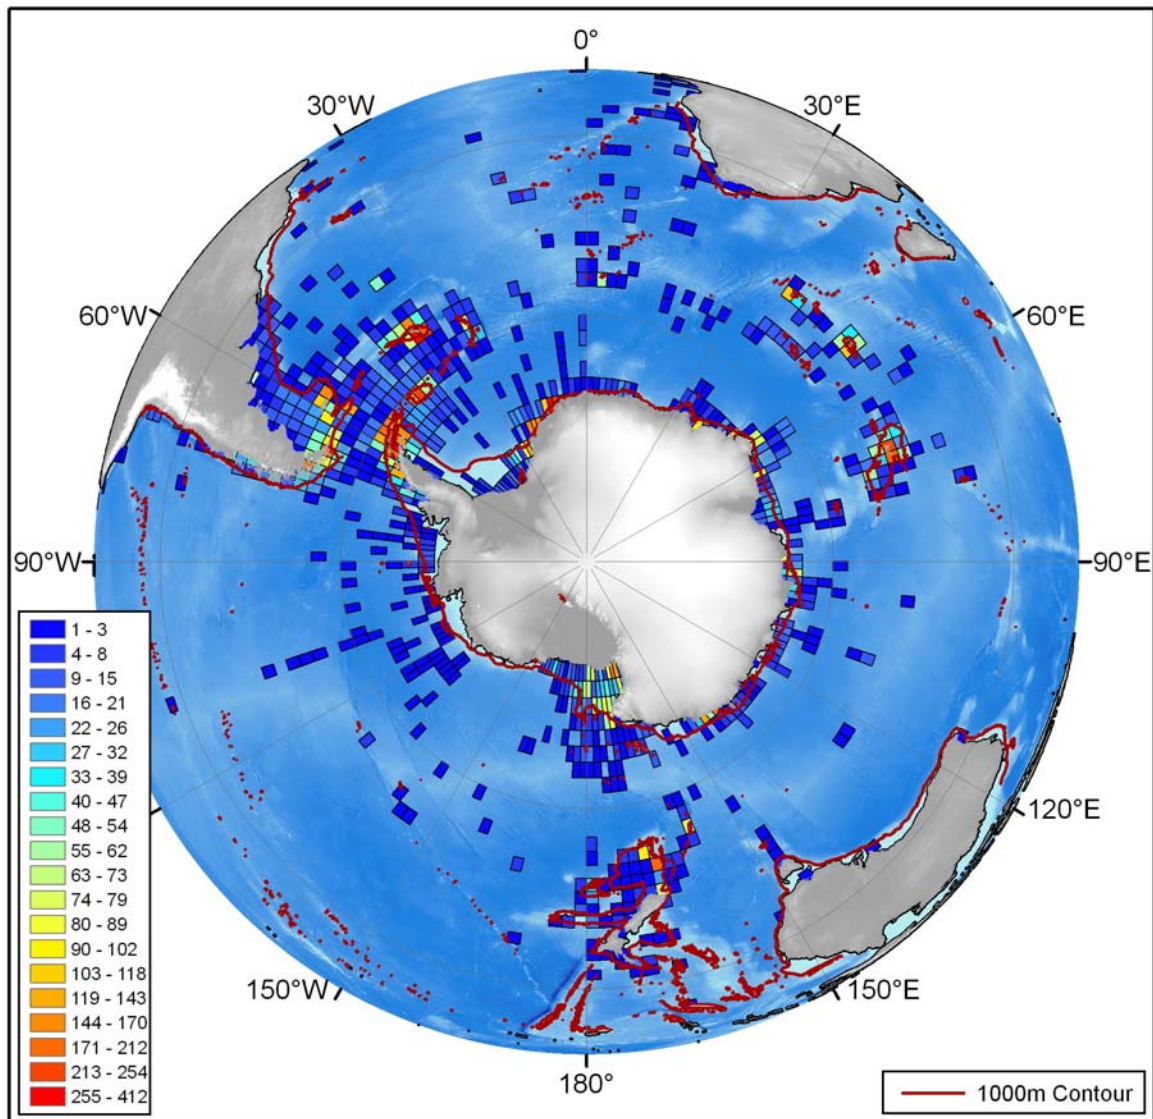 0°
30°W
30°E
60°W
60°E
90°W
90°E
1 - 3
4 - 8
9 - 15
16 - 21
22 - 26
27 - 32
33 - 39
40 - 47
48 - 54
55 - 62
63 - 73
74 - 79
80 - 89
90 - 102
103 - 118
119 - 143
144 - 170
171 - 212
213 - 254
255 - 412
120°E
150°W
150°E
180°
1000m Contour